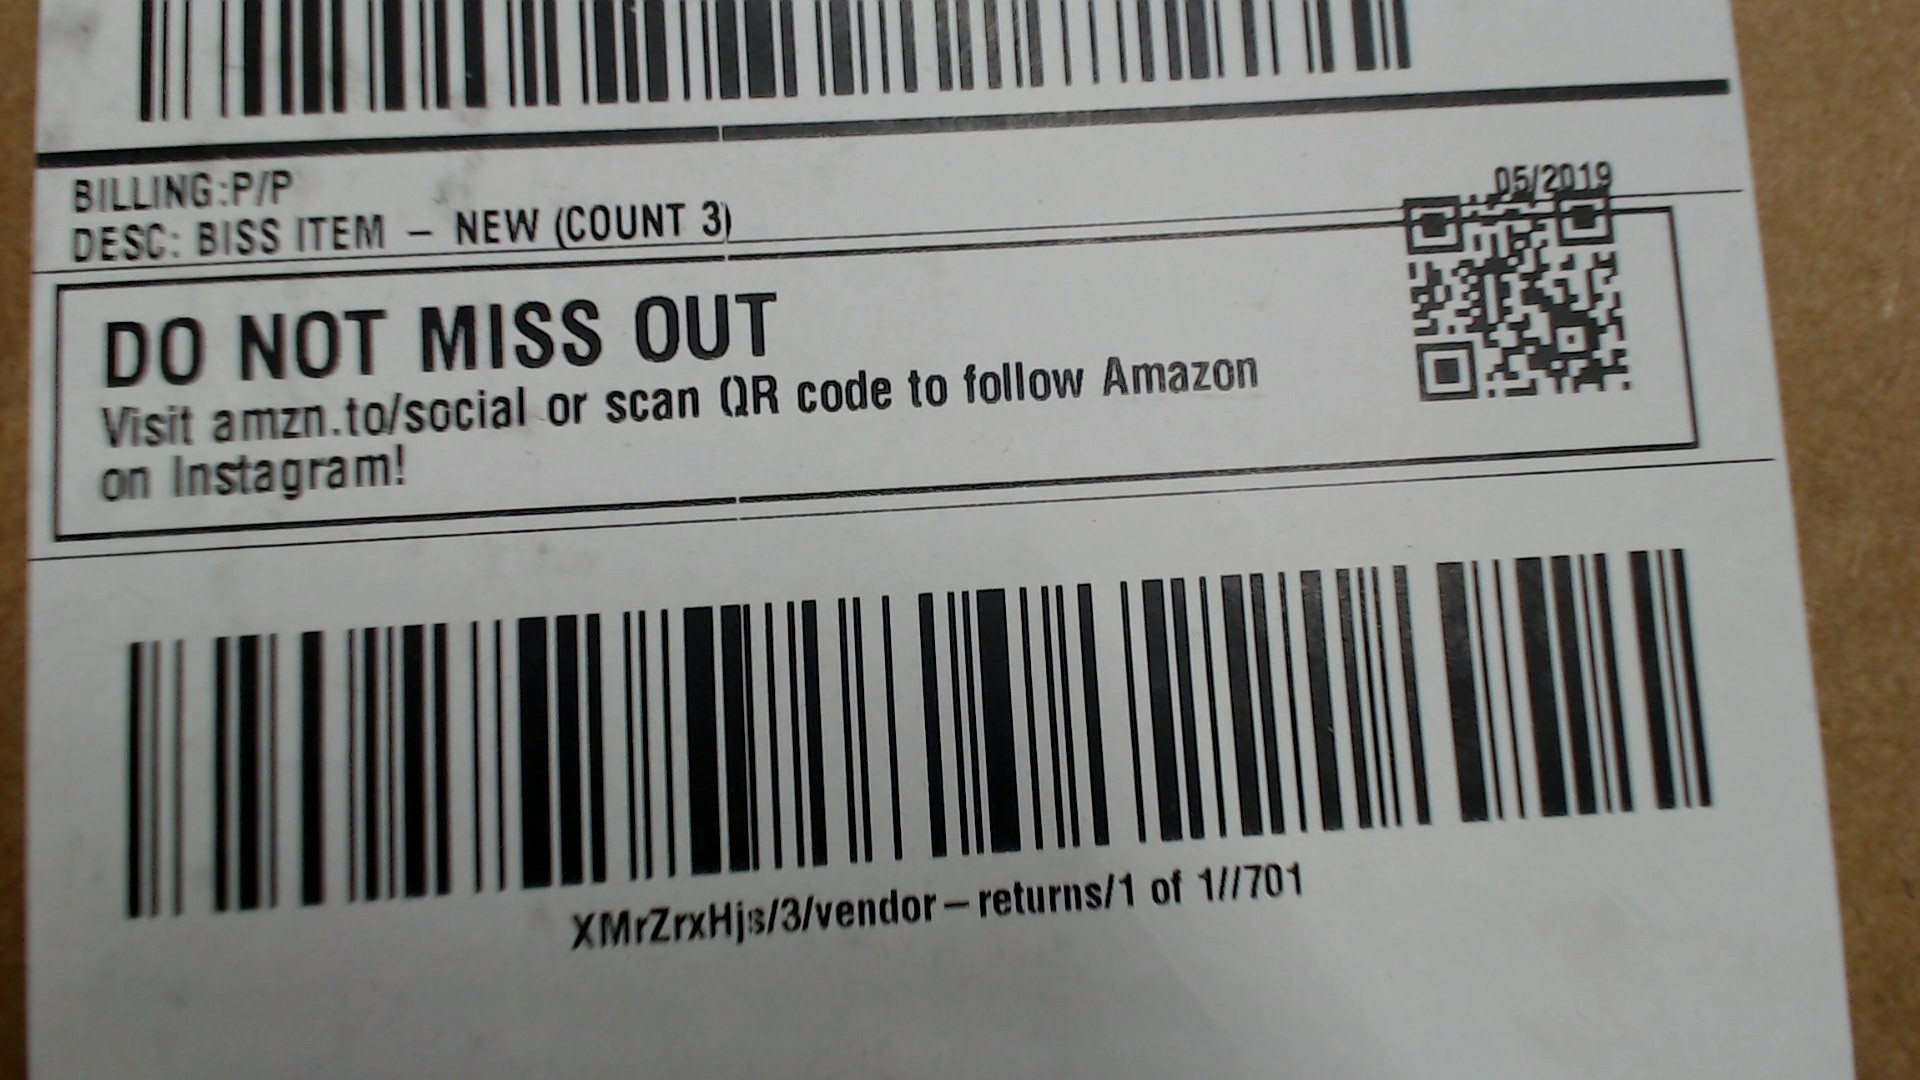 BILLING:P/P
05/2019
DESC: BISS ITEM - NEW (COUNT 3)
DO NOT MISS OUT
Visit amzn.to/social or scan QR code to follow Amazon
on Instagram!
XMrZrxHjs/3/vendor-returns/1 of 1//701